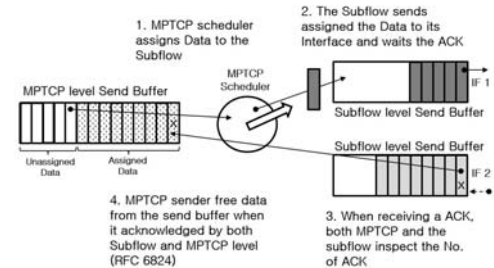 1. MPTCP scheduler
assigns Data to the
Subflow
2. The Subflow sends
assigned the Data to its
Interface and waits the ACK
MPTCP level Send Buffer
MPTCP
Scheduler
IF 1
Subflow level Send Buffer
Subflow level Send Buffer
X
Unassigned
Data
Assigned
Data
IF 2
X
4. MPTCP sender free data
from the send buffer when
it acknowledged by both
Subflow and MPTCP level
(RFC 6824)
3. When receiving a ACK,
both MPTCP and the
subflow inspect the No.
of ACK